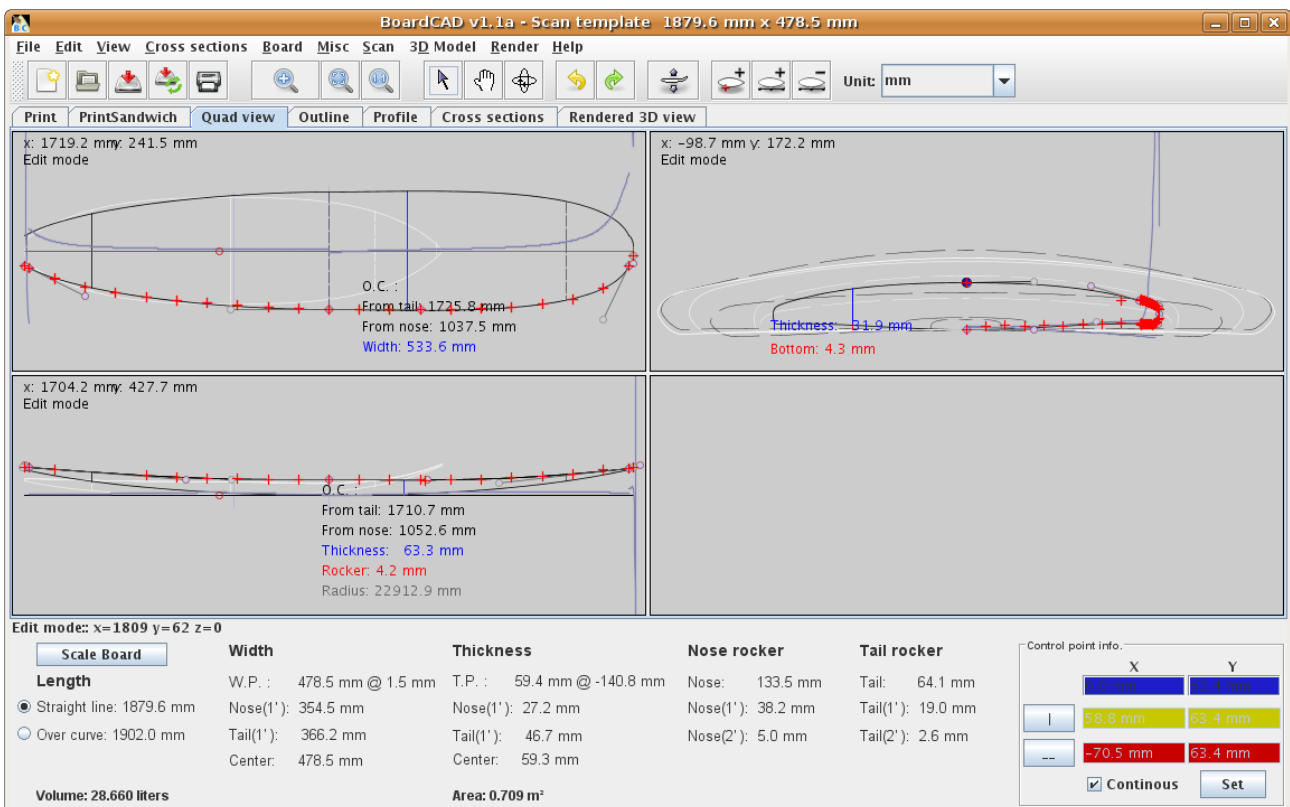 BoardCAD v1.1a - Scan template 1879.6 mm x 478.5 mm
File Edit View Cross sections Board Misc Scan 3D Model Render Help
Unit: mm
Print PrintSandwich Quad view Outline Profile Cross sections Rendered 3D view
x: 1719.2 mm y: 241.5 mm
Edit mode
O.C. :
From tail: 1725.8 mm
From nose: 1037.5 mm
Width: 533.6 mm
x: -98.7 mm y: 172.2 mm
Edit mode
Thickness: 31.9 mm
Bottom: 4.3 mm
x: 1704.2 mm y: 427.7 mm
Edit mode
O.C. :
From tail: 1710.7 mm
From nose: 1052.6 mm
Thickness: 63.3 mm
Rocker: 4.2 mm
Radius: 22912.9 mm
Edit mode:: x=1809 y=62 z=0
Scale Board
Length
Straight line: 1879.6 mm
Over curve: 1902.0 mm
Volume: 28.660 liters
Width
W.P. : 478.5 mm @ 1.5 mm
Nose(1'): 354.5 mm
Tail(1'): 366.2 mm
Center: 478.5 mm
Thickness
T.P. : 59.4 mm @ -140.8 mm
Nose(1'): 27.2 mm
Tail(1'): 46.7 mm
Center: 59.3 mm
Area: 0.709 m²
Nose rocker
Nose: 133.5 mm
Nose(1'): 38.2 mm
Nose(2'): 5.0 mm
Tail rocker
Tail: 64.1 mm
Tail(1'): 19.0 mm
Tail(2'): 2.6 mm
Control point info.
X Y
| 58.8 mm 63.4 mm
-- -70.5 mm 63.4 mm
Continous Set